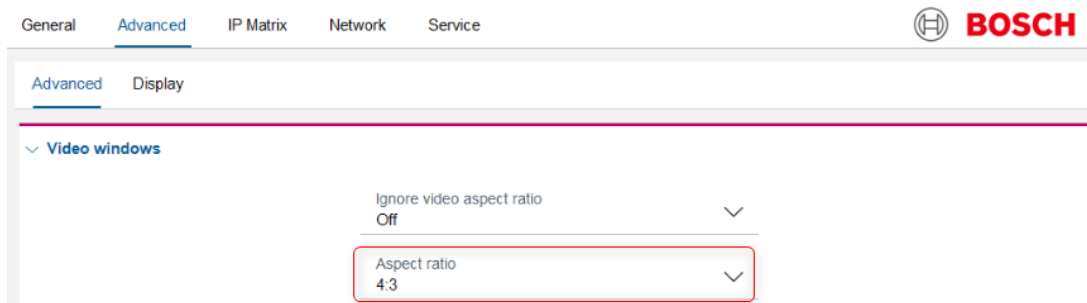 General Advanced IP Matrix Network Service BOSCH
Advanced Display
Video windows
Ignore video aspect ratio
Off
Aspect ratio
4:3